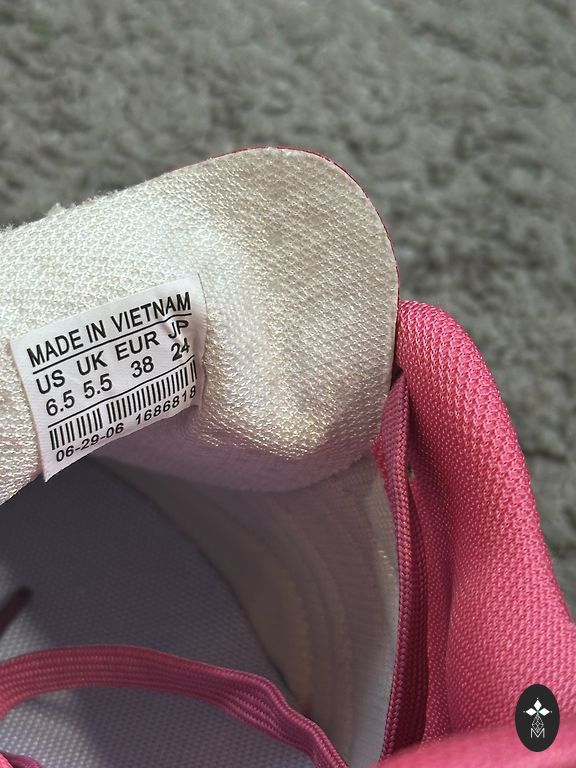 MADE IN VIETNAM
US UK EUR JP
6.5 5.5 38 24
06-29-06 1686818